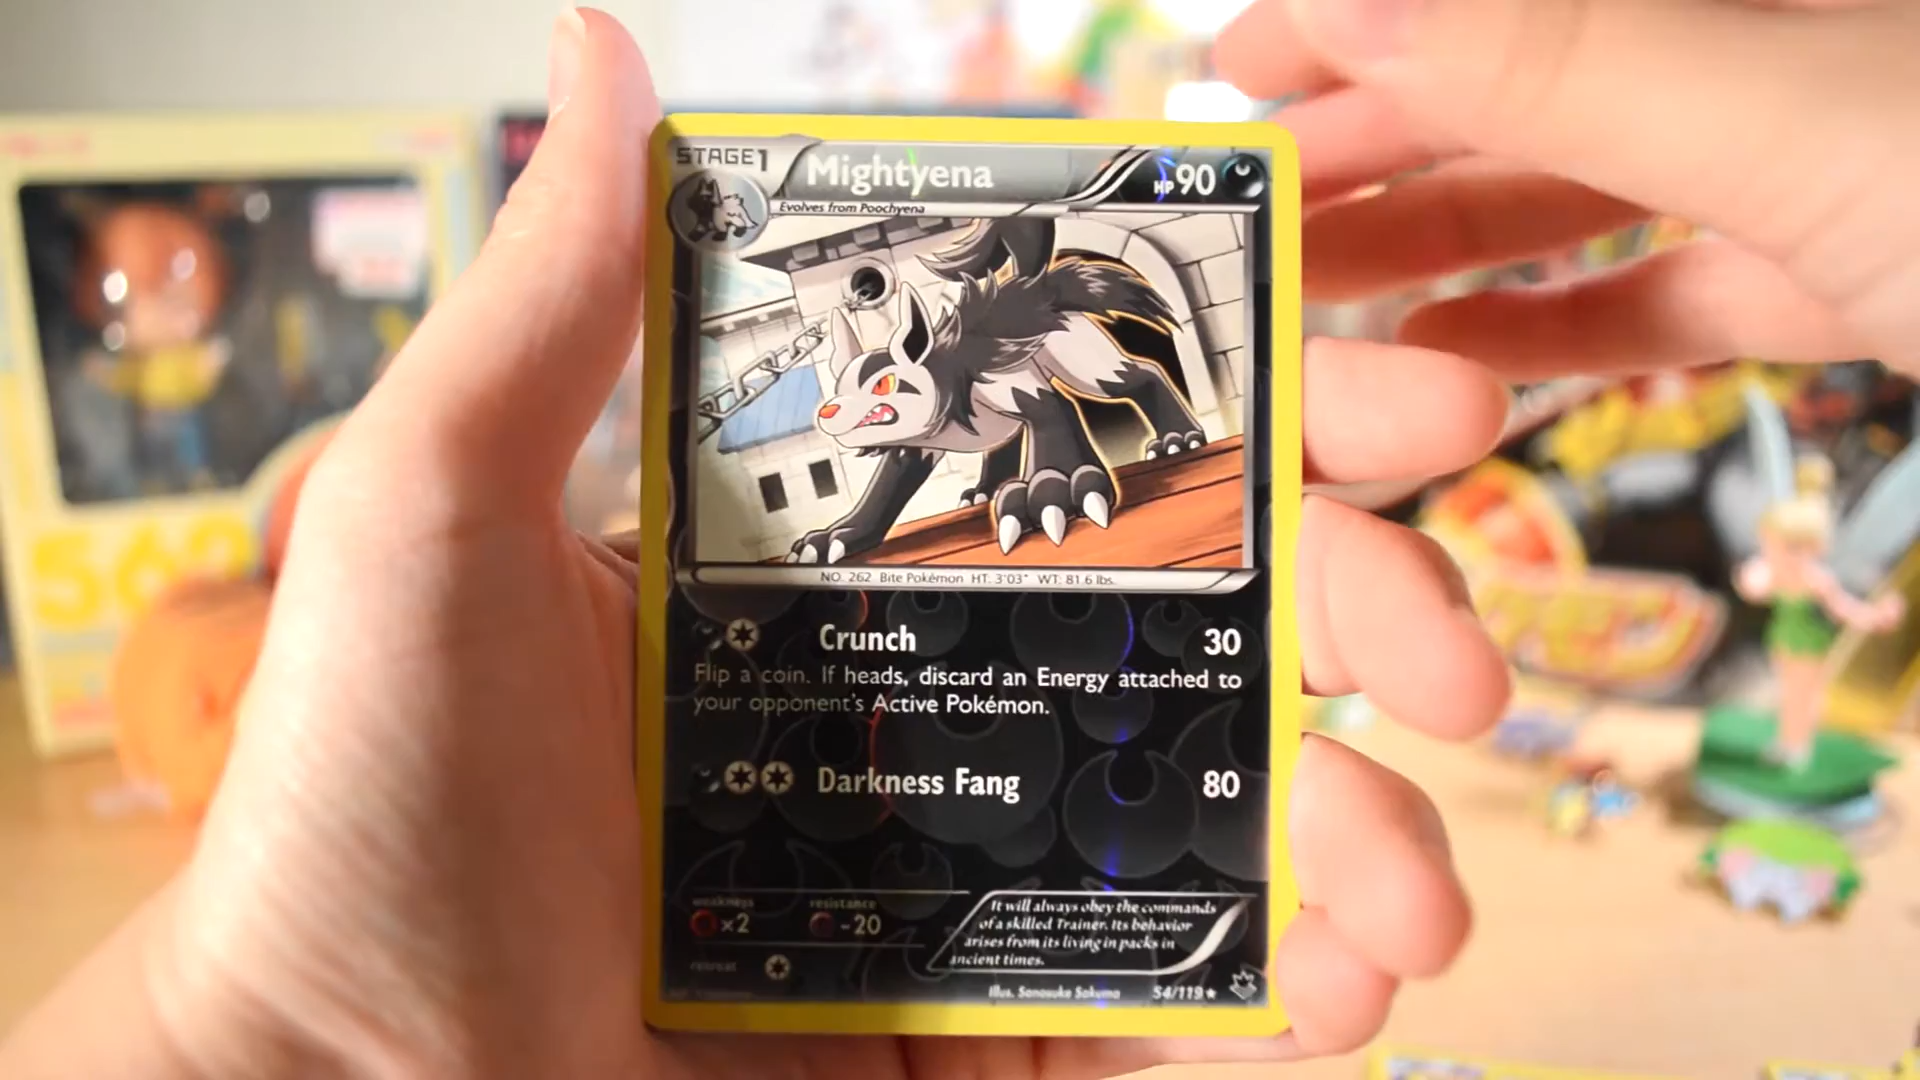 STAGE1
Mightyena
HP90
Evolves from Poochyena
NO. 262 Bite Pokémon HT: 3'03" WT: 81.6 lbs.
Crunch 30
Flip a coin. If heads, discard an Energy attached to
your opponent's Active Pokémon.
Darkness Fang 80
weakness resistance
×2 -20
retreat
It will always obey the commands
of a skilled Trainer. Its behavior
arises from its living in packs in
ancient times.
Illus. Sanosuke Sakuma 54/119★
562